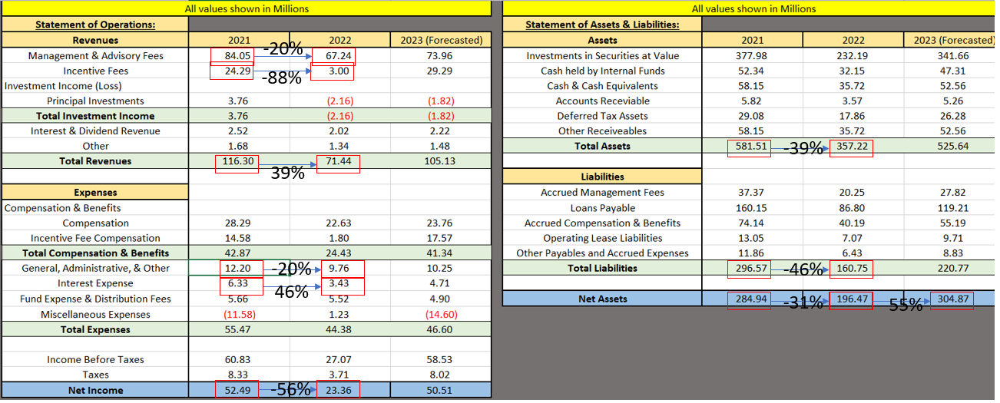 All values shown in Millions
Statement of Operations:
Revenues 2021 2022 2023 (Forecasted)
Management & Advisory Fees 84.05 -20% 67.24 73.96
Incentive Fees 24.29 -88% 3.00 29.29
Investment Income (Loss)
Principal Investments 3.76 (2.16) (1.82)
Total Investment Income 3.76 (2.16) (1.82)
Interest & Dividend Revenue 2.52 2.02 2.22
Other 1.68 1.34 1.48
Total Revenues 116.30 39% 71.44 105.13
Expenses
Compensation & Benefits
Compensation 28.29 22.63 23.76
Incentive Fee Compensation 14.58 1.80 17.57
Total Compensation & Benefits 42.87 24.43 41.34
General, Administrative, & Other 12.20 -20% 9.76 10.25
Interest Expense 6.33 46% 3.43 4.71
Fund Expense & Distribution Fees 5.66 5.52 4.90
Miscellaneous Expenses (11.58) 1.23 (14.60)
Total Expenses 55.47 44.38 46.60
Income Before Taxes 60.83 27.07 58.53
Taxes 8.33 3.71 8.02
Net Income 52.49 -56% 23.36 50.51
All values shown in Millions
Statement of Assets & Liabilities:
Assets 2021 2022 2023 (Forecasted)
Investments in Securities at Value 377.98 232.19 341.66
Cash held by Internal Funds 52.34 32.15 47.31
Cash & Cash Equivalents 58.15 35.72 52.56
Accounts Receviable 5.82 3.57 5.26
Deferred Tax Assets 29.08 17.86 26.28
Other Receiveables 58.15 35.72 52.56
Total Assets 581.51 -39% 357.22 525.64
Liabilities
Accrued Management Fees 37.37 20.25 27.82
Loans Payable 160.15 86.80 119.21
Accrued Compensation & Benefits 74.14 40.19 55.19
Operating Lease Liabilities 13.05 7.07 9.71
Other Payables and Accrued Expenses 11.86 6.43 8.83
Total Liabilities 296.57 -46% 160.75 220.77
Net Assets 284.94 -31% 196.47 55% 304.87